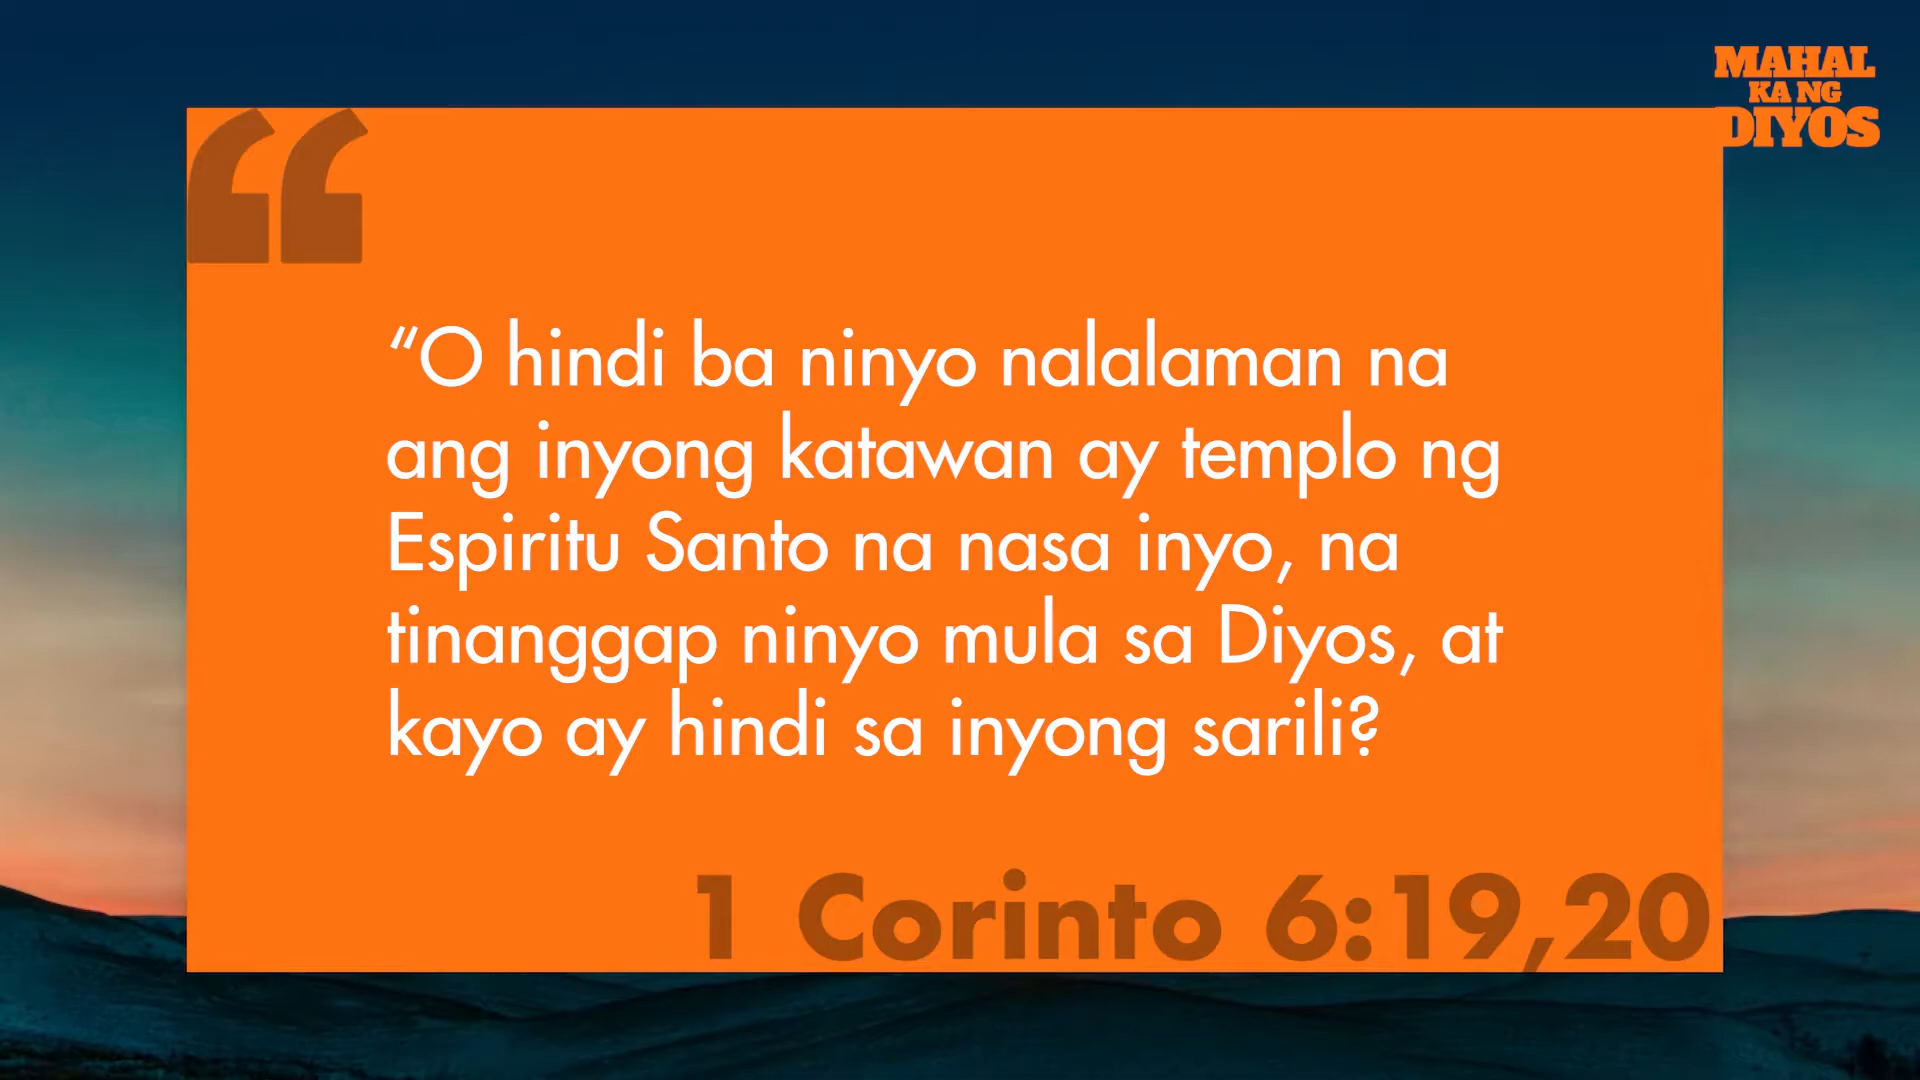 MAHAL
KA NG
DIYOS
“O hindi ba ninyo nalalaman na
ang inyong katawan ay templo ng
Espiritu Santo na nasa inyo, na
tinanggap ninyo mula sa Diyos, at
kayo ay hindi sa inyong sarili?
1 Corinto 6:19,20